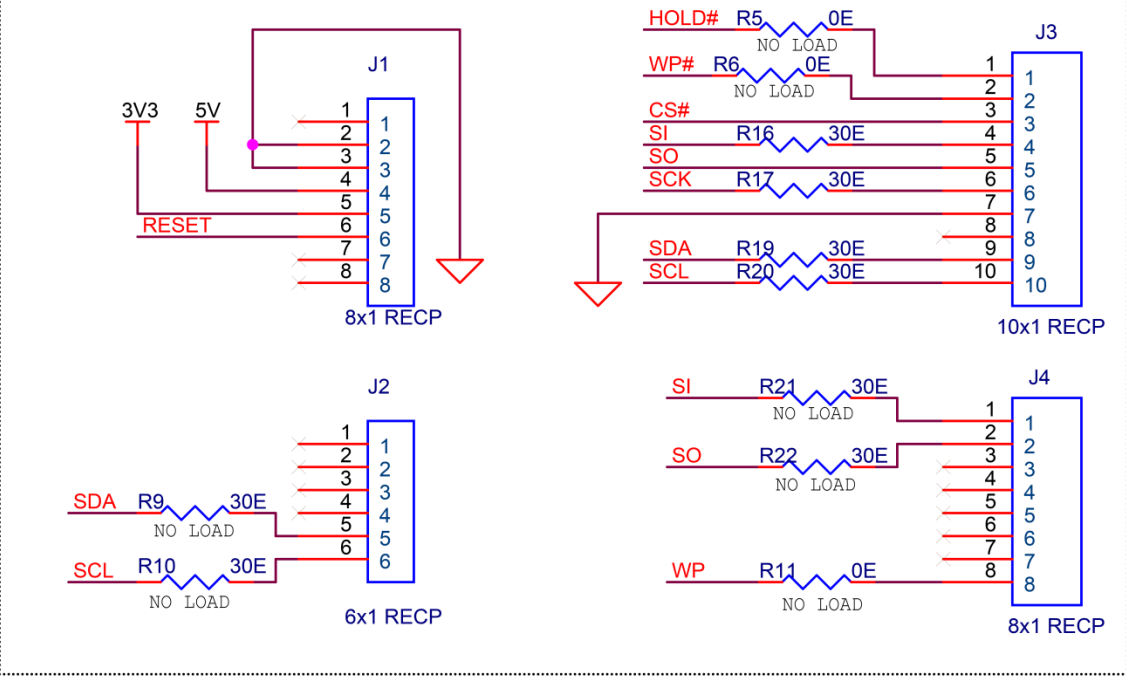 J1
3V3 5V
1 1
2 2
3 3
4 4
5 5
RESET 6 6
7 7
8 8
8x1 RECP
HOLD# R5 0E
NO LOAD
J3
WP# R6 0E
NO LOAD
1 1
2 2
CS# 3 3
SI R16 30E 4 4
SO 5 5
SCK R17 30E 6 6
7 7
8 8
SDA R19 30E 9 9
SCL R20 30E 10 10
10x1 RECP
J2
1 1
2 2
3 3
4 4
SDA R9 30E 5 5
NO LOAD
6 6
SCL R10 30E
NO LOAD
6x1 RECP
J4
SI R21 30E
NO LOAD
1 1
2 2
SO R22 30E
NO LOAD
3 3
4 4
5 5
6 6
7 7
WP R11 0E 8 8
NO LOAD
8x1 RECP